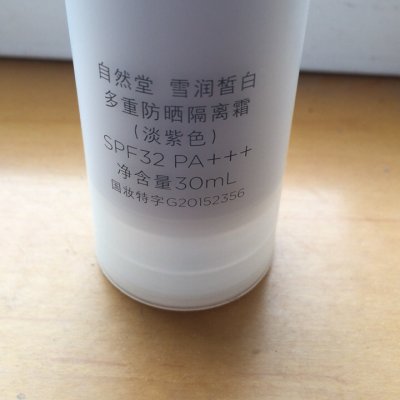 自然堂 雪润皙白
多重防晒隔离霜
（淡紫色）
SPF32 PA+++
净含量30mL
国妆特字G20152356